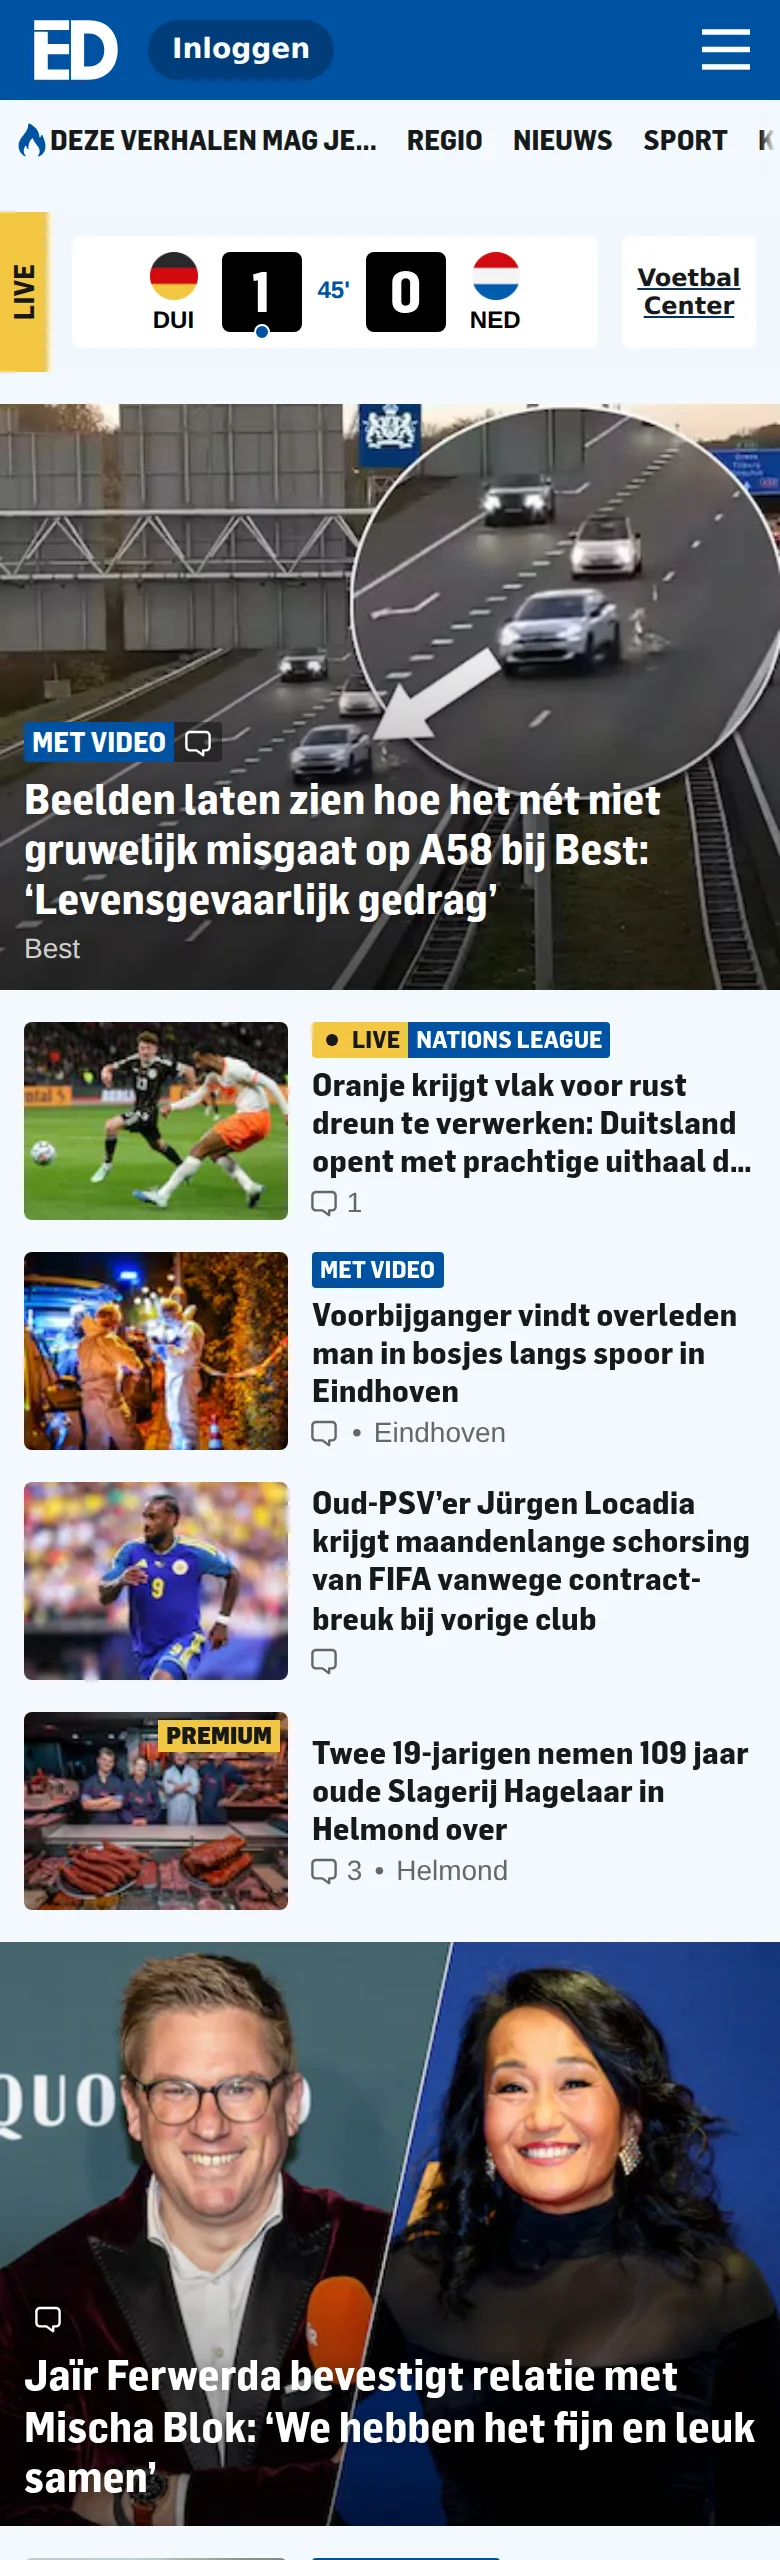 ED Inloggen
DEZE VERHALEN MAG JE... REGIO NIEUWS SPORT K
LIVE
DUI 1 45' 0 NED
Voetbal
Center
MET VIDEO
Beelden laten zien hoe het nét niet
gruwelijk misgaat op A58 bij Best:
‘Levensgevaarlijk gedrag’
Best
LIVE NATIONS LEAGUE
Oranje krijgt vlak voor rust
dreun te verwerken: Duitsland
opent met prachtige uithaal d...
1
MET VIDEO
Voorbijganger vindt overleden
man in bosjes langs spoor in
Eindhoven
• Eindhoven
9
Oud-PSV’er Jürgen Locadia
krijgt maandenlange schorsing
van FIFA vanwege contract-
breuk bij vorige club
PREMIUM
Twee 19-jarigen nemen 109 jaar
oude Slagerij Hagelaar in
Helmond over
3 • Helmond
QUO
Jaïr Ferwerda bevestigt relatie met
Mischa Blok: ‘We hebben het fijn en leuk
samen’